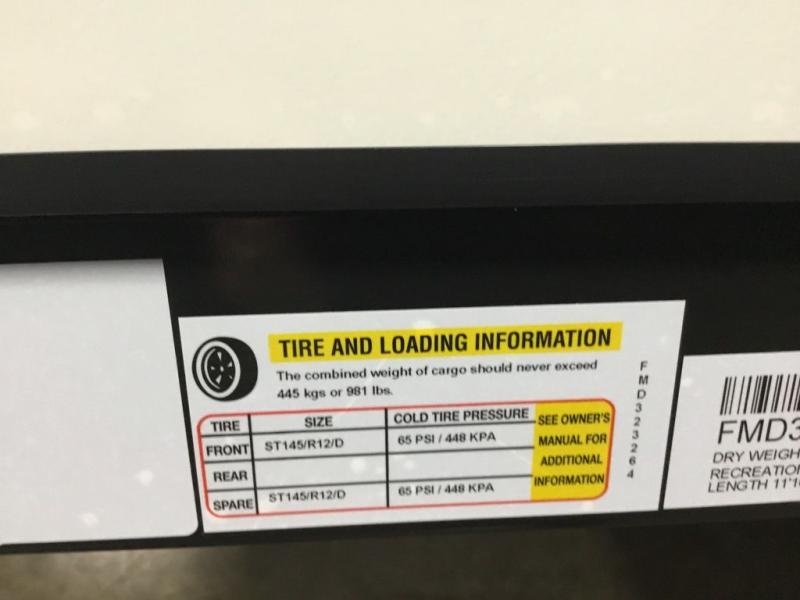 TIRE AND LOADING INFORMATION
The combined weight of cargo should never exceed
445 kgs or 981 lbs.
TIRE SIZE COLD TIRE PRESSURE SEE OWNER'S
FRONT ST145/R12/D 65 PSI / 448 KPA MANUAL FOR
REAR ADDITIONAL
SPARE ST145/R12/D 65 PSI / 448 KPA INFORMATION
FMD32364
FMD3
DRY WEIGH
RECREATIO
LENGTH 11'1